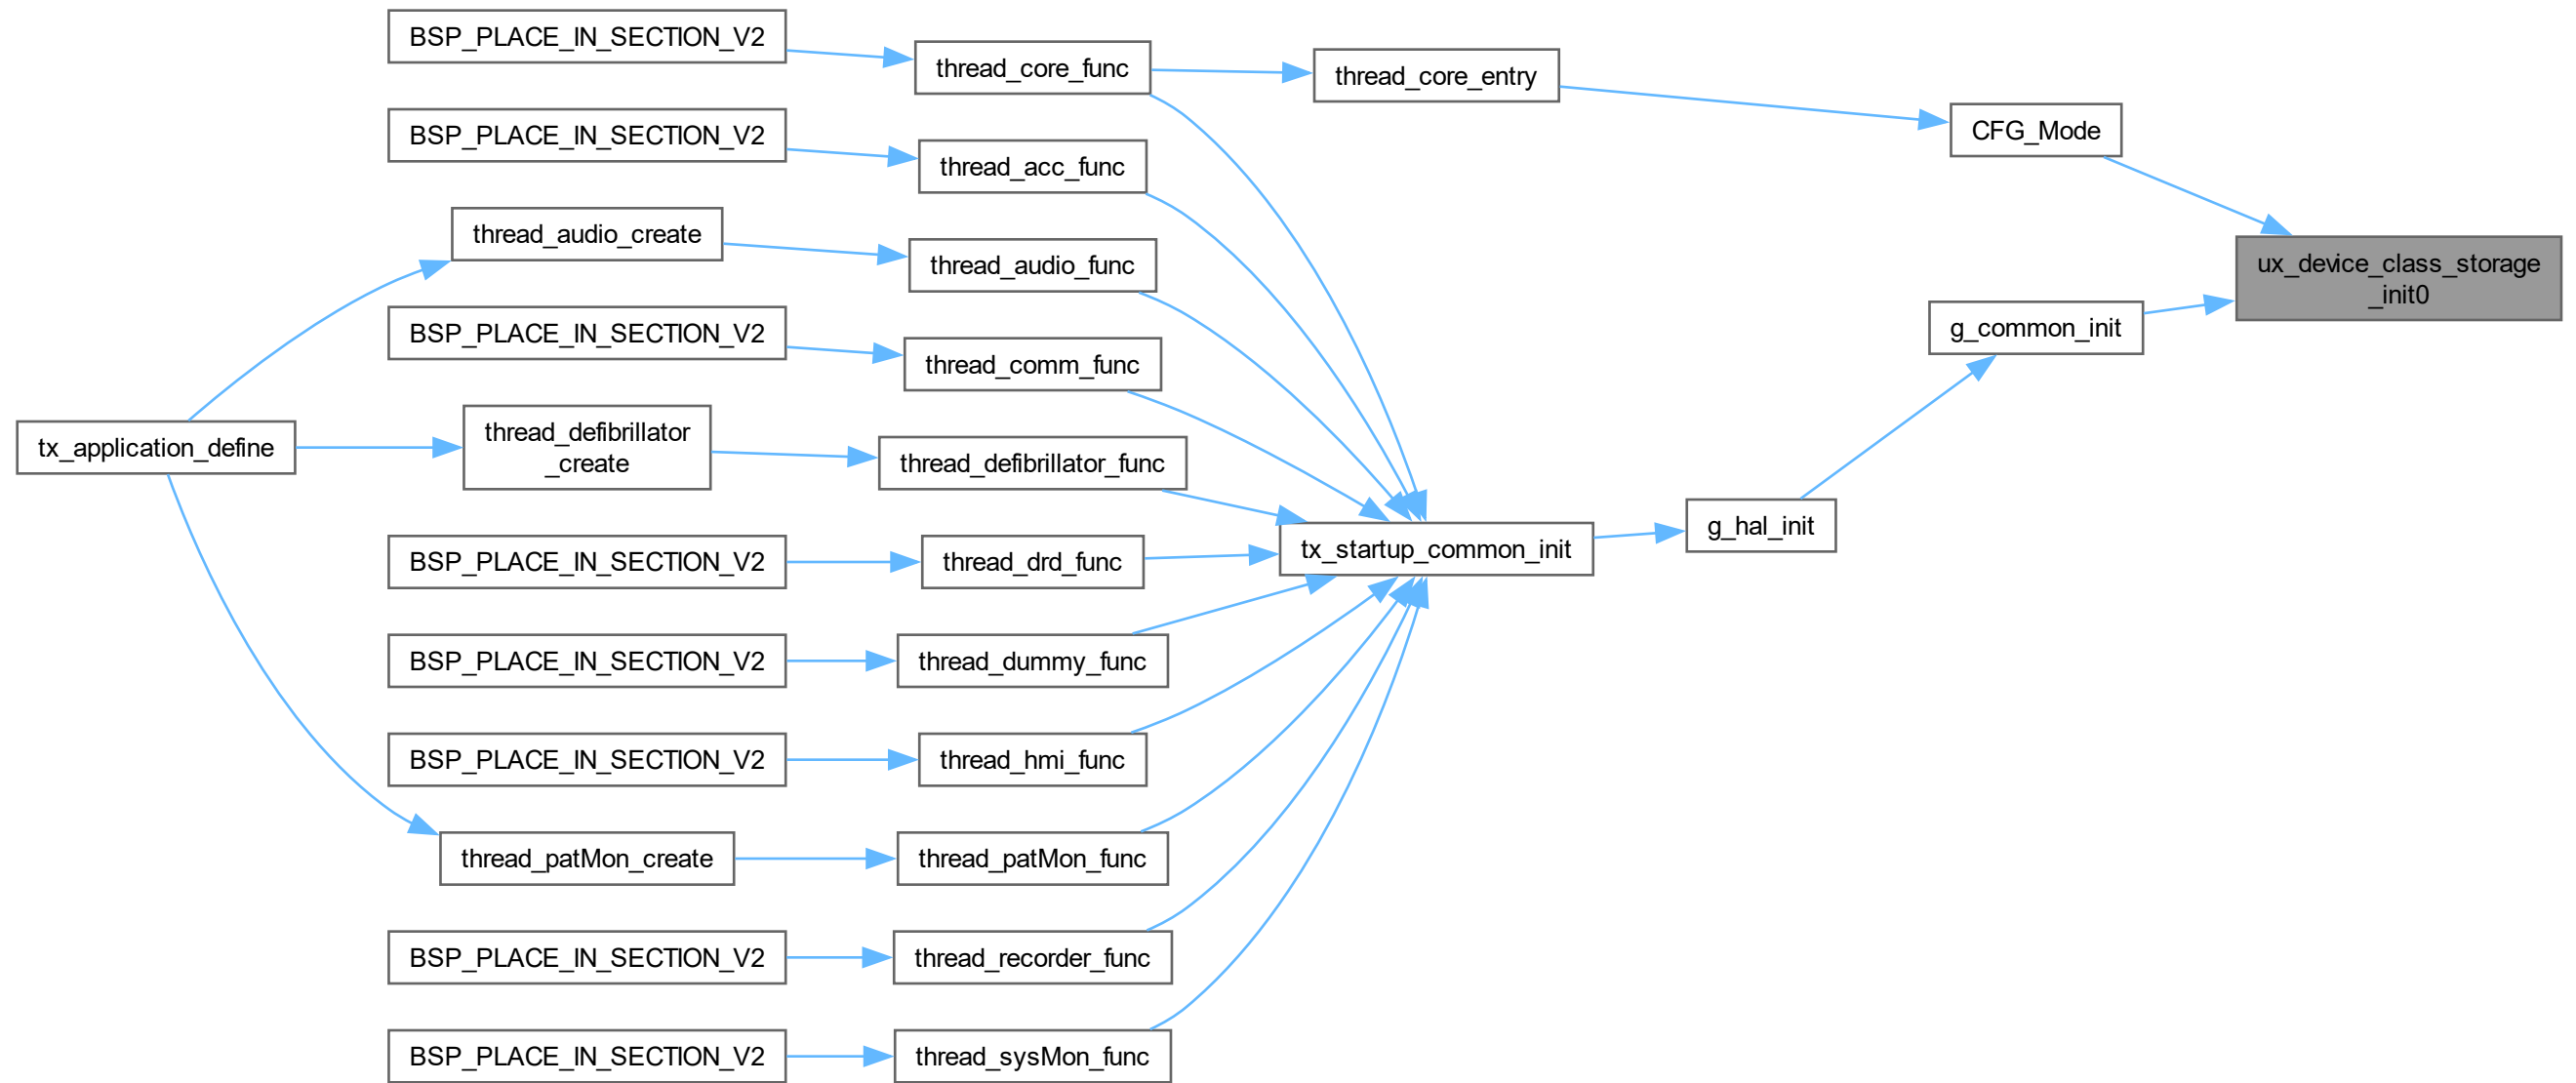 BSP_PLACE_IN_SECTION_V2
thread_core_func
thread_core_entry
CFG_Mode
BSP_PLACE_IN_SECTION_V2
thread_acc_func
thread_audio_create
thread_audio_func
ux_device_class_storage
_init0
BSP_PLACE_IN_SECTION_V2
thread_comm_func
g_common_init
tx_application_define
thread_defibrillator
_create
thread_defibrillator_func
BSP_PLACE_IN_SECTION_V2
thread_drd_func
tx_startup_common_init
g_hal_init
BSP_PLACE_IN_SECTION_V2
thread_dummy_func
BSP_PLACE_IN_SECTION_V2
thread_hmi_func
thread_patMon_create
thread_patMon_func
BSP_PLACE_IN_SECTION_V2
thread_recorder_func
BSP_PLACE_IN_SECTION_V2
thread_sysMon_func